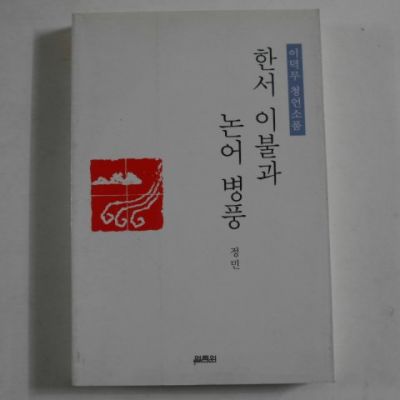 이덕무 청언소품
한서 이불과
논어 병풍
정민
열림원